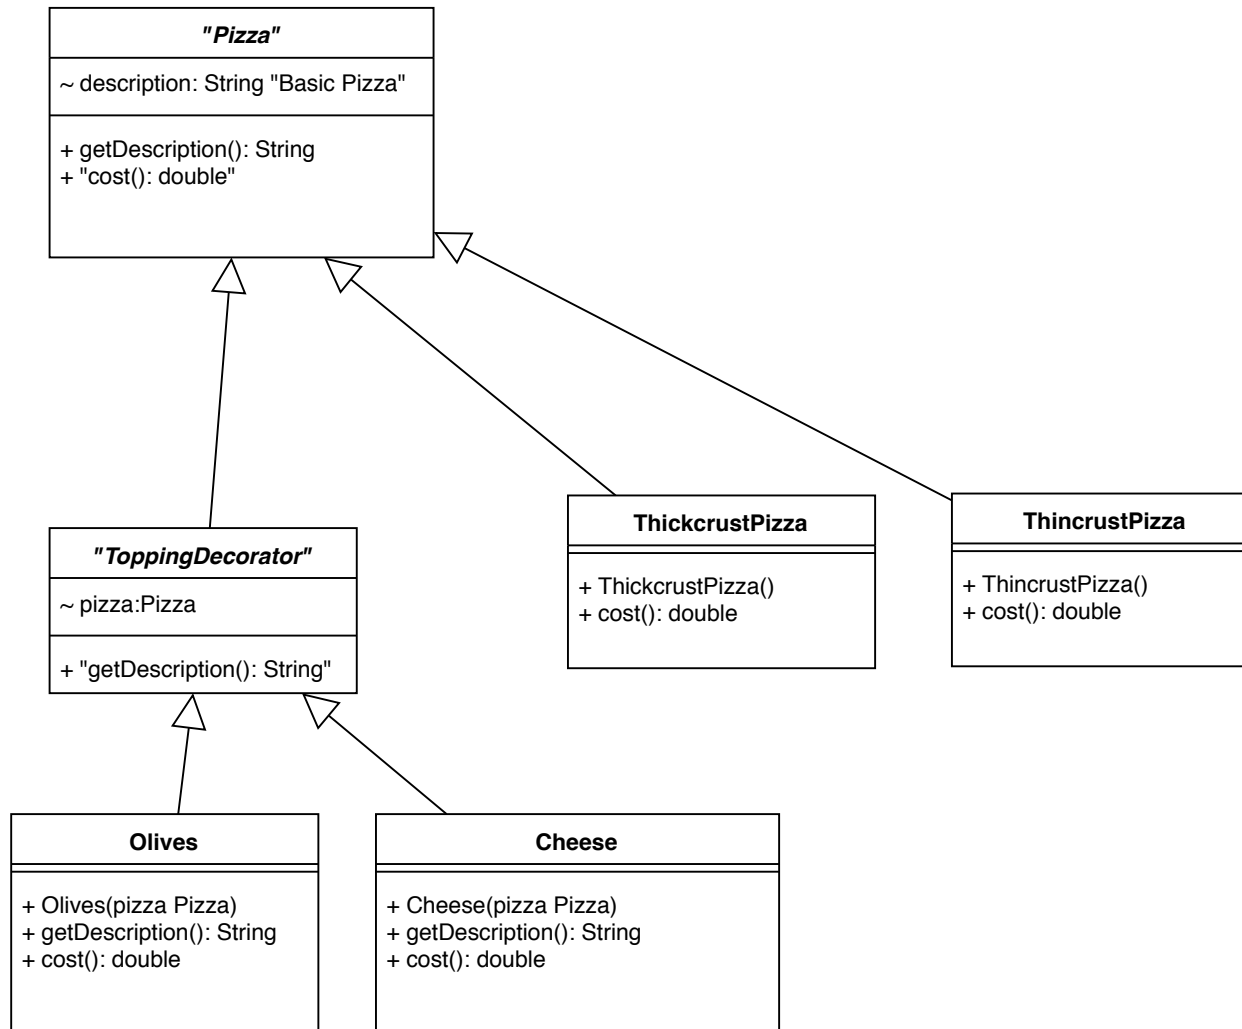 "Pizza"
~ description: String "Basic Pizza"
+ getDescription(): String
+ "cost(): double"
"ToppingDecorator"
~ pizza:Pizza
+ "getDescription(): String"
ThickcrustPizza
+ ThickcrustPizza()
+ cost(): double
ThincrustPizza
+ ThincrustPizza()
+ cost(): double
Olives
+ Olives(pizza Pizza)
+ getDescription(): String
+ cost(): double
Cheese
+ Cheese(pizza Pizza)
+ getDescription(): String
+ cost(): double